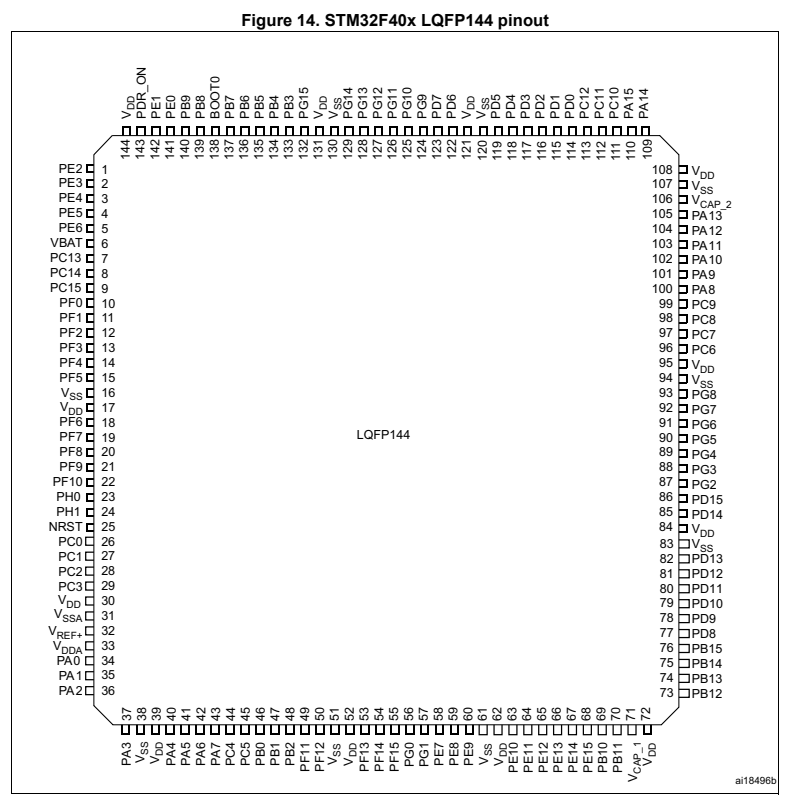 Figure 14. STM32F40x LQFP144 pinout
VDD 144
PDR_ON 143
PE1 142
PE0 141
PB9 140
PB8 139
BOOT0 138
PB7 137
PB6 136
PB5 135
PB4 134
PB3 133
PG15 132
VDD 131
VSS 130
PG14 129
PG13 128
PG12 127
PG11 126
PG10 125
PG9 124
PD7 123
PD6 122
VDD 121
VSS 120
PD5 119
PD4 118
PD3 117
PD2 116
PD1 115
PD0 114
PC12 113
PC11 112
PC10 111
PA15 110
PA14 109
PE2 1
PE3 2
PE4 3
PE5 4
PE6 5
VBAT 6
PC13 7
PC14 8
PC15 9
PF0 10
PF1 11
PF2 12
PF3 13
PF4 14
PF5 15
VSS 16
VDD 17
PF6 18
PF7 19
PF8 20
PF9 21
PF10 22
PH0 23
PH1 24
NRST 25
PC0 26
PC1 27
PC2 28
PC3 29
VDD 30
VSSA 31
VREF+ 32
VDDA 33
PA0 34
PA1 35
PA2 36
LQFP144
108 VDD
107 VSS
106 VCAP_2
105 PA13
104 PA12
103 PA11
102 PA10
101 PA9
100 PA8
99 PC9
98 PC8
97 PC7
96 PC6
95 VDD
94 VSS
93 PG8
92 PG7
91 PG6
90 PG5
89 PG4
88 PG3
87 PG2
86 PD15
85 PD14
84 VDD
83 VSS
82 PD13
81 PD12
80 PD11
79 PD10
78 PD9
77 PD8
76 PB15
75 PB14
74 PB13
73 PB12
37 PA3
38 VSS
39 VDD
40 PA4
41 PA5
42 PA6
43 PA7
44 PC4
45 PC5
46 PB0
47 PB1
48 PB2
49 PF11
50 PF12
51 VSS
52 VDD
53 PF13
54 PF14
55 PF15
56 PG0
57 PG1
58 PE7
59 PE8
60 PE9
61 VSS
62 VDD
63 PE10
64 PE11
65 PE12
66 PE13
67 PE14
68 PE15
69 PB10
70 PB11
71 VCAP_1
72 VDD
ai18496b